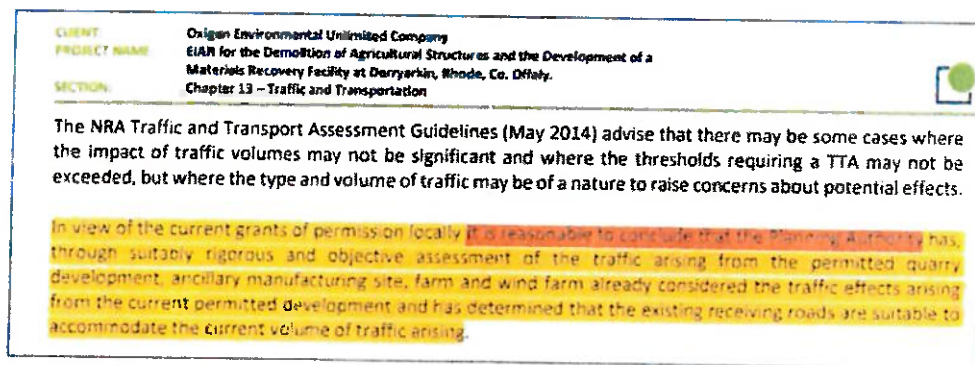 CLIENT: Oxigen Environmental Unlimited Company
PROJECT NAME: EIAR for the Demolition of Agricultural Structures and the Development of a
Materials Recovery Facility at Derryarkin, Rhode, Co. Offaly.
SECTION: Chapter 13 – Traffic and Transportation
The NRA Traffic and Transport Assessment Guidelines (May 2014) advise that there may be some cases where
the impact of traffic volumes may not be significant and where the thresholds requiring a TTA may not be
exceeded, but where the type and volume of traffic may be of a nature to raise concerns about potential effects.
In view of the current grants of permission locally it is reasonable to conclude that the Planning Authority has,
through suitably rigorous and objective assessment of the traffic arising from the permitted quarry
development, ancillary manufacturing site, farm and wind farm already considered the traffic effects arising
from the current permitted development and has determined that the existing receiving roads are suitable to
accommodate the current volume of traffic arising.